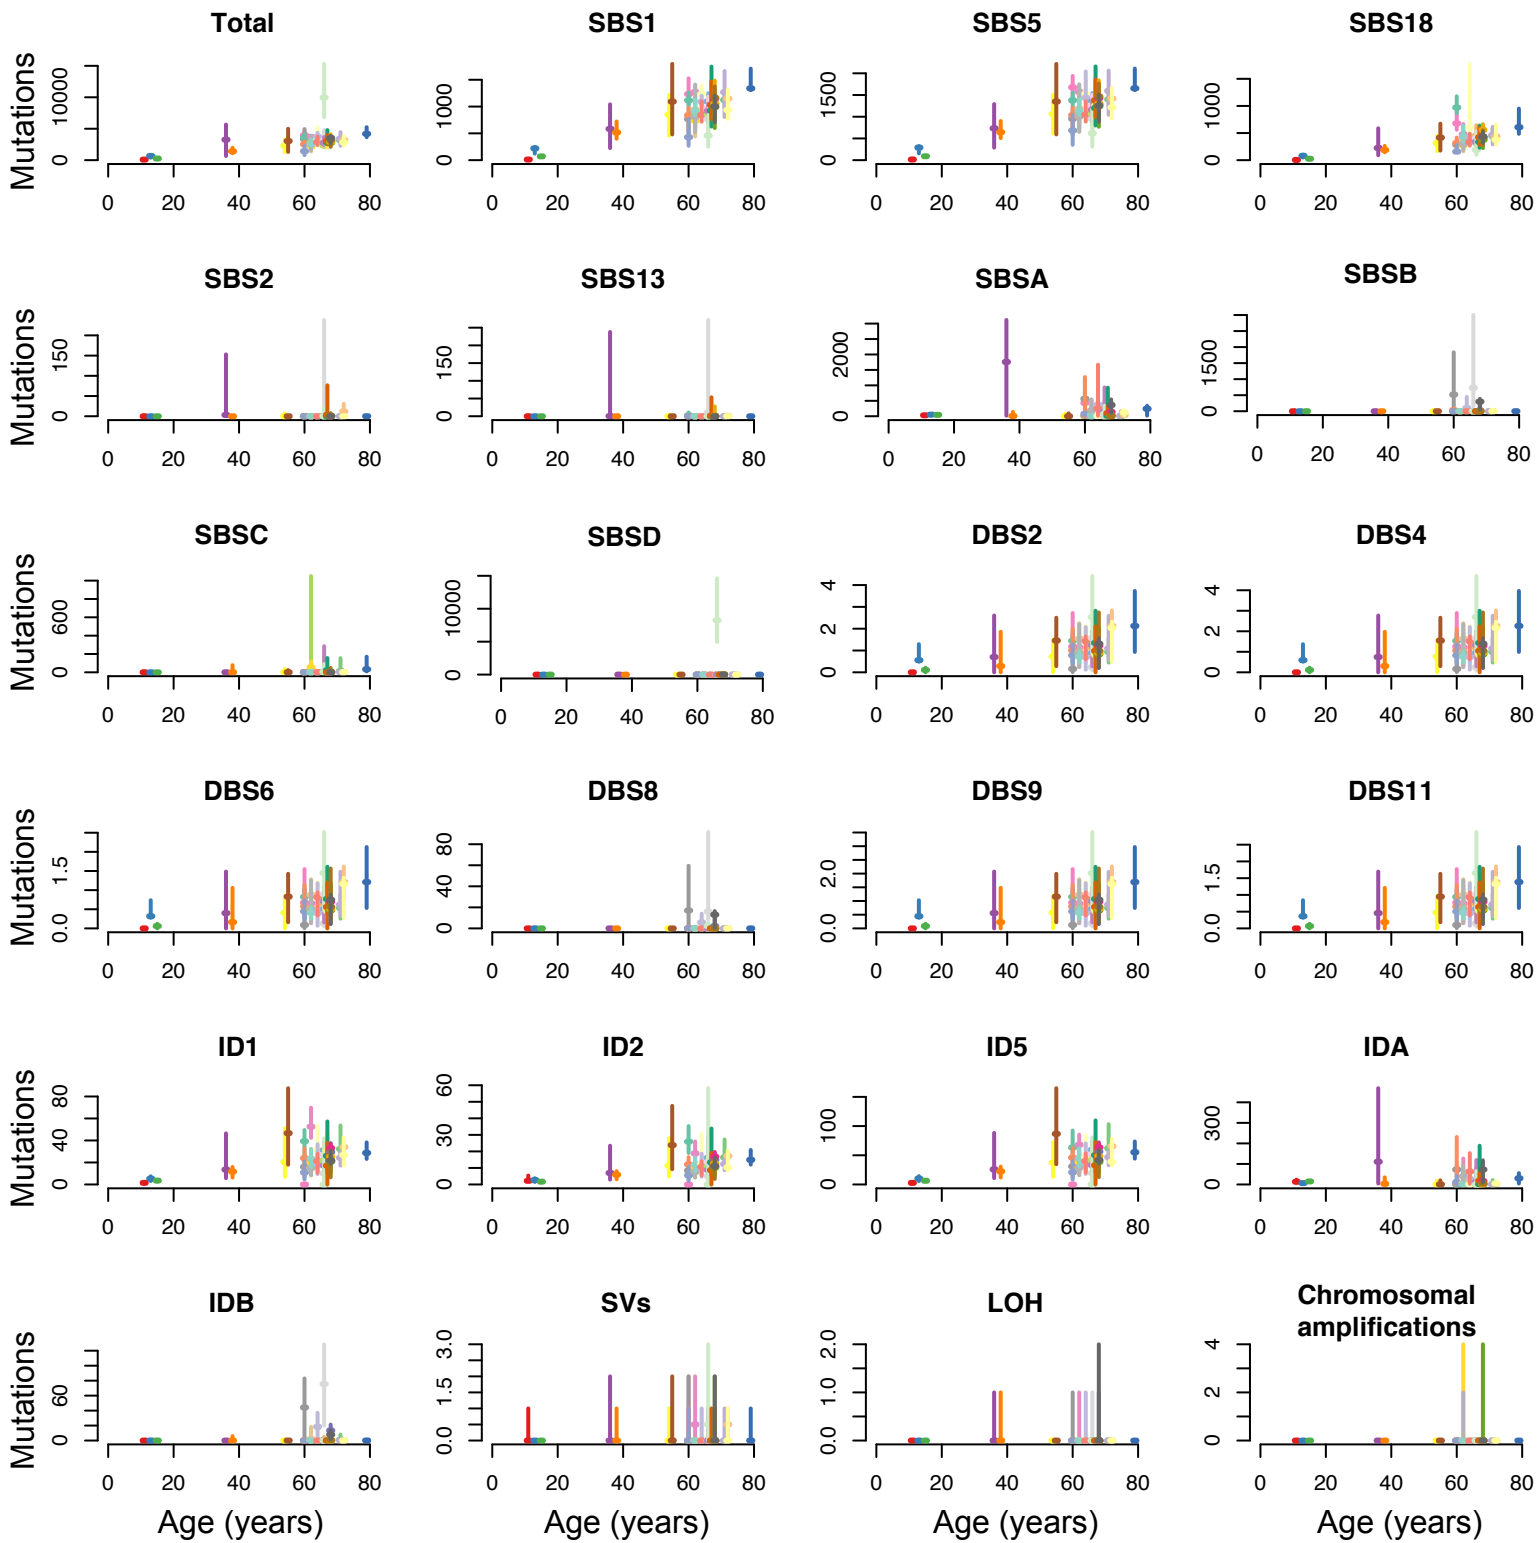 Total SBS1 SBS5 SBS18
Mutations 0 10000 0 1000 0 1500 0 1000
0 20 40 60 80 0 20 40 60 80 0 20 40 60 80 0 20 40 60 80
SBS2 SBS13 SBSA SBSB
Mutations 0 150 0 150 0 2000 0 1500
0 20 40 60 80 0 20 40 60 80 0 20 40 60 80 0 20 40 60 80
SBSC SBSD DBS2 DBS4
Mutations 0 600 0 10000 0 2 4 0 2 4
0 20 40 60 80 0 20 40 60 80 0 20 40 60 80 0 20 40 60 80
DBS6 DBS8 DBS9 DBS11
Mutations 0.0 1.5 0 40 80 0.0 2.0 0.0 1.5
0 20 40 60 80 0 20 40 60 80 0 20 40 60 80 0 20 40 60 80
ID1 ID2 ID5 IDA
Mutations 0 40 80 0 30 60 0 100 0 300
0 20 40 60 80 0 20 40 60 80 0 20 40 60 80 0 20 40 60 80
IDB SVs LOH Chromosomal
amplifications
Mutations 0 60 0.0 1.5 3.0 0.0 1.0 2.0 0 2 4
0 20 40 60 80 0 20 40 60 80 0 20 40 60 80 0 20 40 60 80
Age (years) Age (years) Age (years) Age (years)